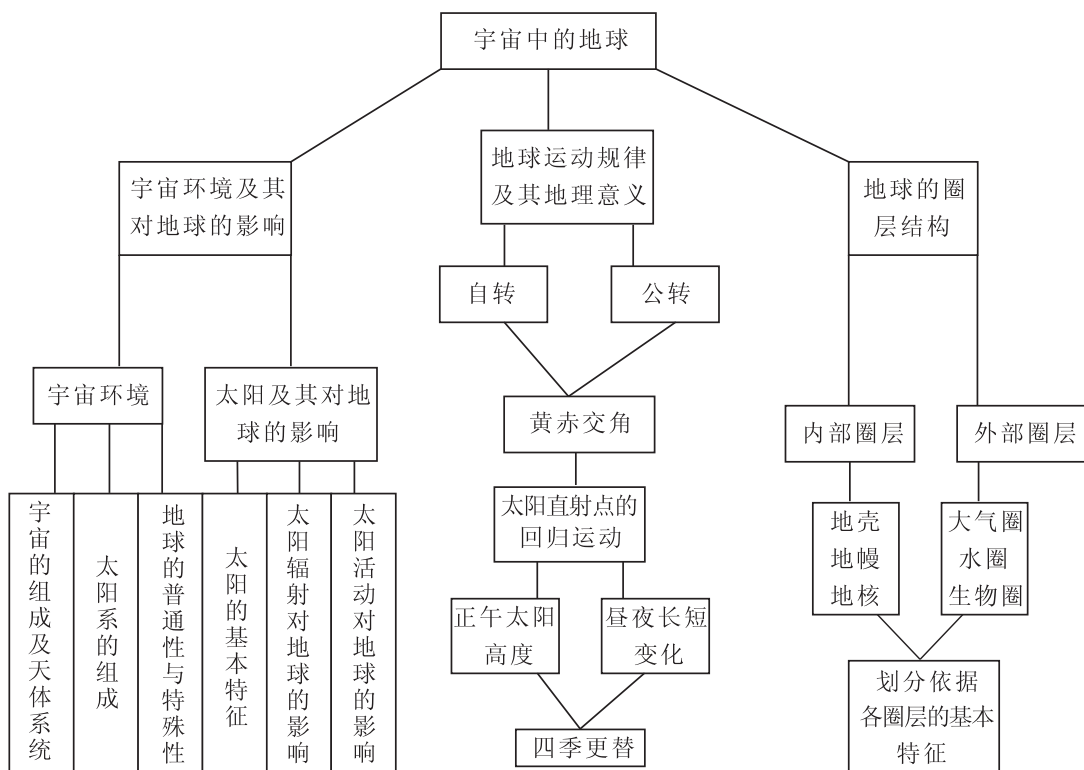 宇宙中的地球
宇宙环境及其
对地球的影响
地球运动规律
及其地理意义
地球的圈
层结构
自转
公转
宇宙环境
太阳及其对地
球的影响
黄赤交角
内部圈层
外部圈层
宇宙的组成及天体系统
太阳系的组成
地球的普通性与特殊性
太阳的基本特征
太阳辐射对地球的影响
太阳活动对地球的影响
太阳直射点的
回归运动
地壳
地幔
地核
大气圈
水圈
生物圈
正午太阳
高度
昼夜长短
变化
划分依据
各圈层的基本
特征
四季更替